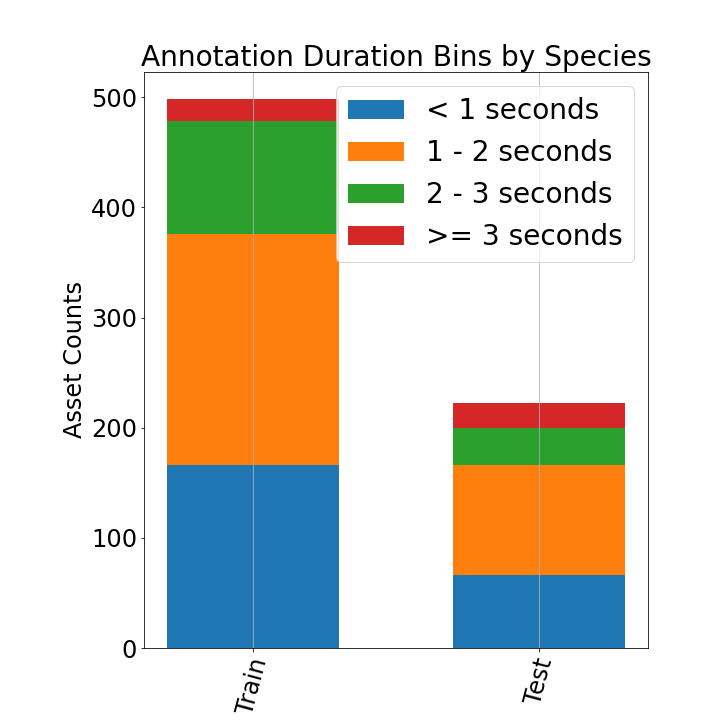 Annotation Duration Bins by Species
< 1 seconds
1 - 2 seconds
2 - 3 seconds
>= 3 seconds
Asset Counts
500
400
300
200
100
0
Train
Test